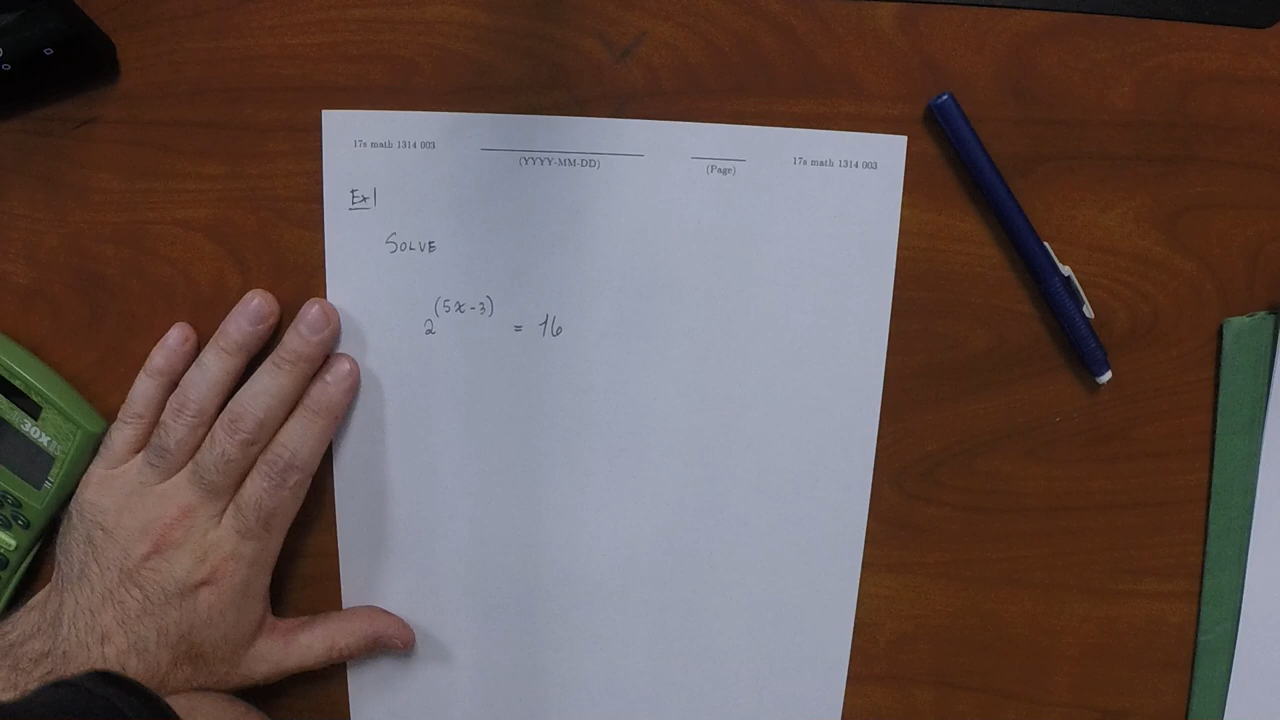 17s math 1314 003 (YYYY-MM-DD) (Page) 17s math 1314 003
Ex 1
SOLVE
2^(5x-3) = 16
30X